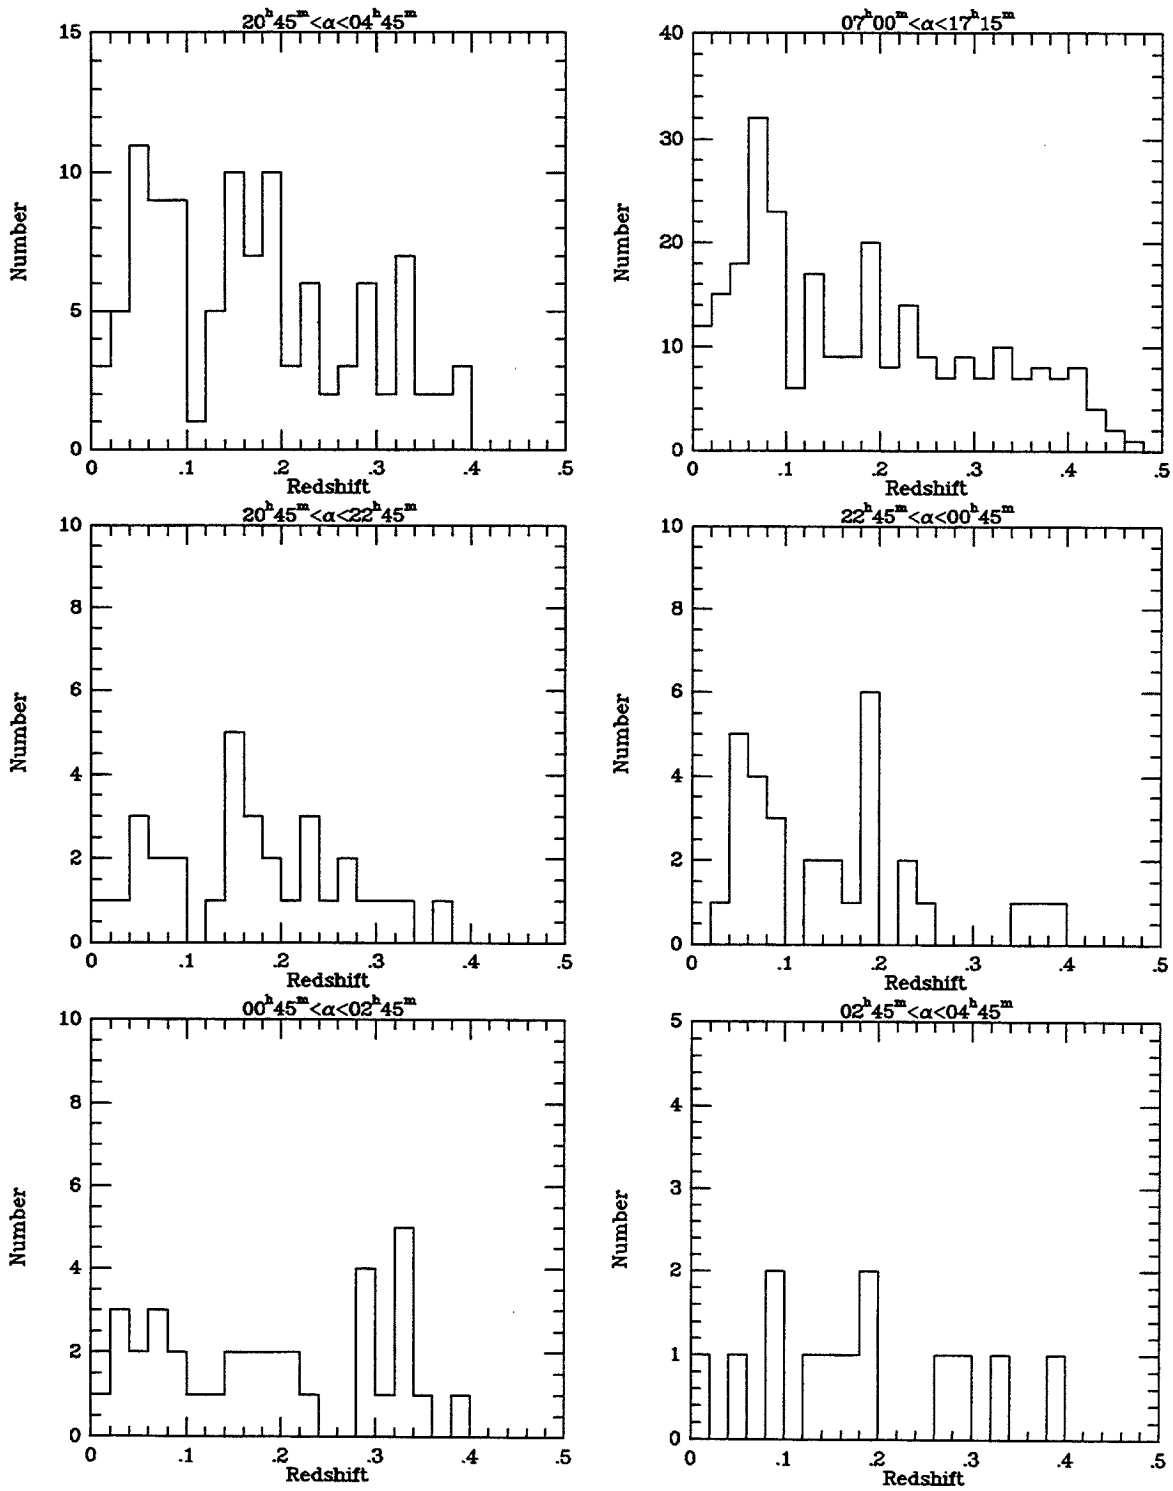 20ʰ45ᵐ<α<04ʰ45ᵐ
15
10
5
0
Number
0 .1 .2 .3 .4 .5
Redshift
07ʰ00ᵐ<α<17ʰ15ᵐ
40
30
20
10
0
Number
0 .1 .2 .3 .4 .5
Redshift
20ʰ45ᵐ<α<22ʰ45ᵐ
10
8
6
4
2
0
Number
0 .1 .2 .3 .4 .5
Redshift
22ʰ45ᵐ<α<00ʰ45ᵐ
10
8
6
4
2
0
Number
0 .1 .2 .3 .4 .5
Redshift
00ʰ45ᵐ<α<02ʰ45ᵐ
10
8
6
4
2
0
Number
0 .1 .2 .3 .4 .5
Redshift
02ʰ45ᵐ<α<04ʰ45ᵐ
5
4
3
2
1
0
Number
0 .1 .2 .3 .4 .5
Redshift